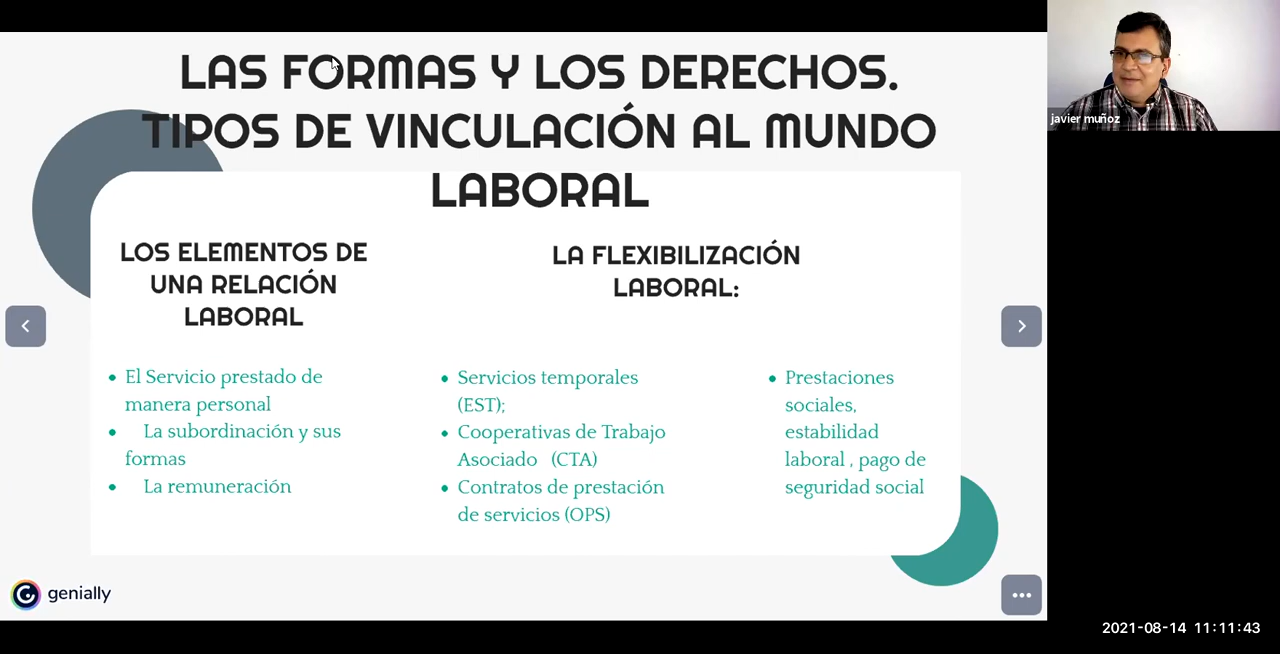 LAS FORMAS Y LOS DERECHOS.
TIPOS DE VINCULACIÓN AL MUNDO
LABORAL
LOS ELEMENTOS DE
UNA RELACIÓN
LABORAL
• El Servicio prestado de
manera personal
• La subordinación y sus
formas
• La remuneración
LA FLEXIBILIZACIÓN
LABORAL:
• Servicios temporales
(EST);
• Cooperativas de Trabajo
Asociado (CTA)
• Contratos de prestación
de servicios (OPS)
• Prestaciones
sociales,
estabilidad
laboral , pago de
seguridad social
genially
javier muñoz
2021-08-14 11:11:43